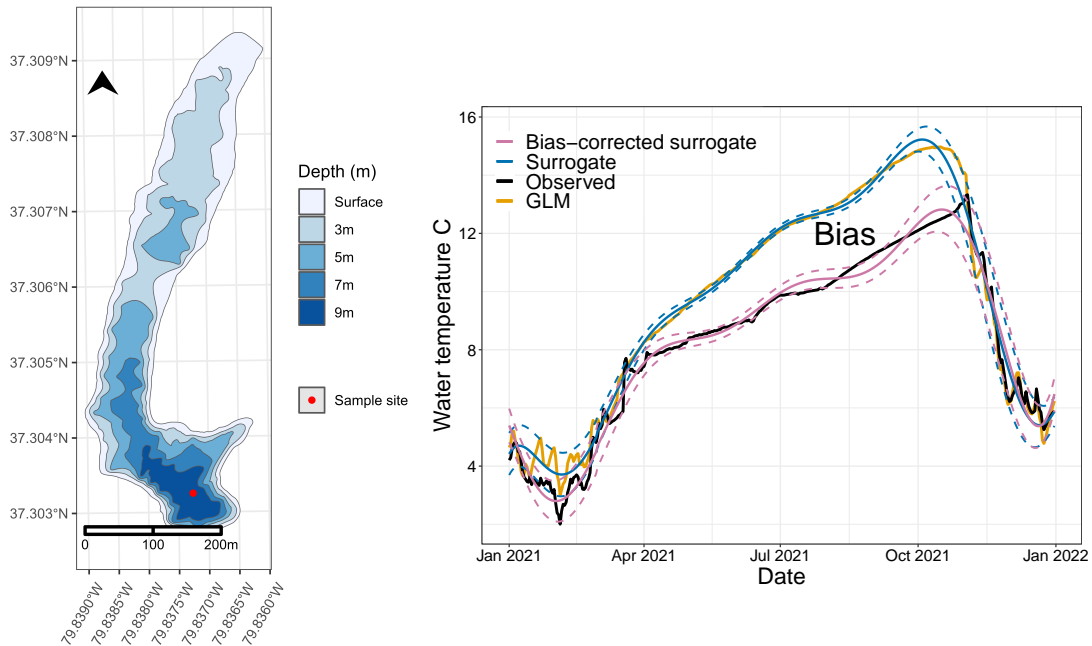 37.309°N
37.308°N
37.307°N
37.306°N
37.305°N
37.304°N
37.303°N
0
100
200m
79.8390°W
79.8385°W
79.8380°W
79.8375°W
79.8370°W
79.8365°W
79.8360°W
Depth (m)
Surface
3m
5m
7m
9m
Sample site
Water temperature C
16
12
8
4
Bias−corrected surrogate
Surrogate
Observed
GLM
Bias
Jan 2021
Apr 2021
Jul 2021
Oct 2021
Jan 2022
Date